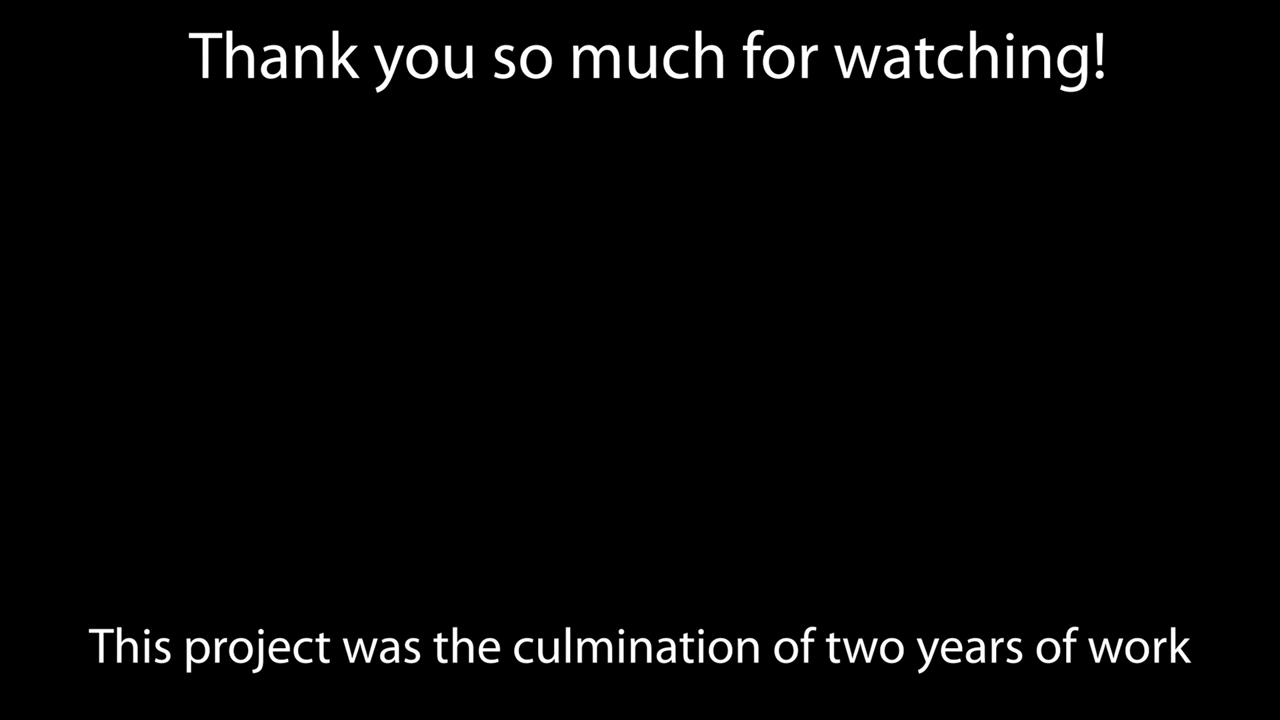 Thank you so much for watching!
This project was the culmination of two years of work